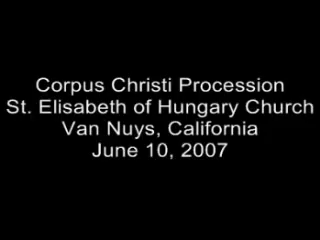 Corpus Christi Procession
St. Elisabeth of Hungary Church
Van Nuys, California
June 10, 2007